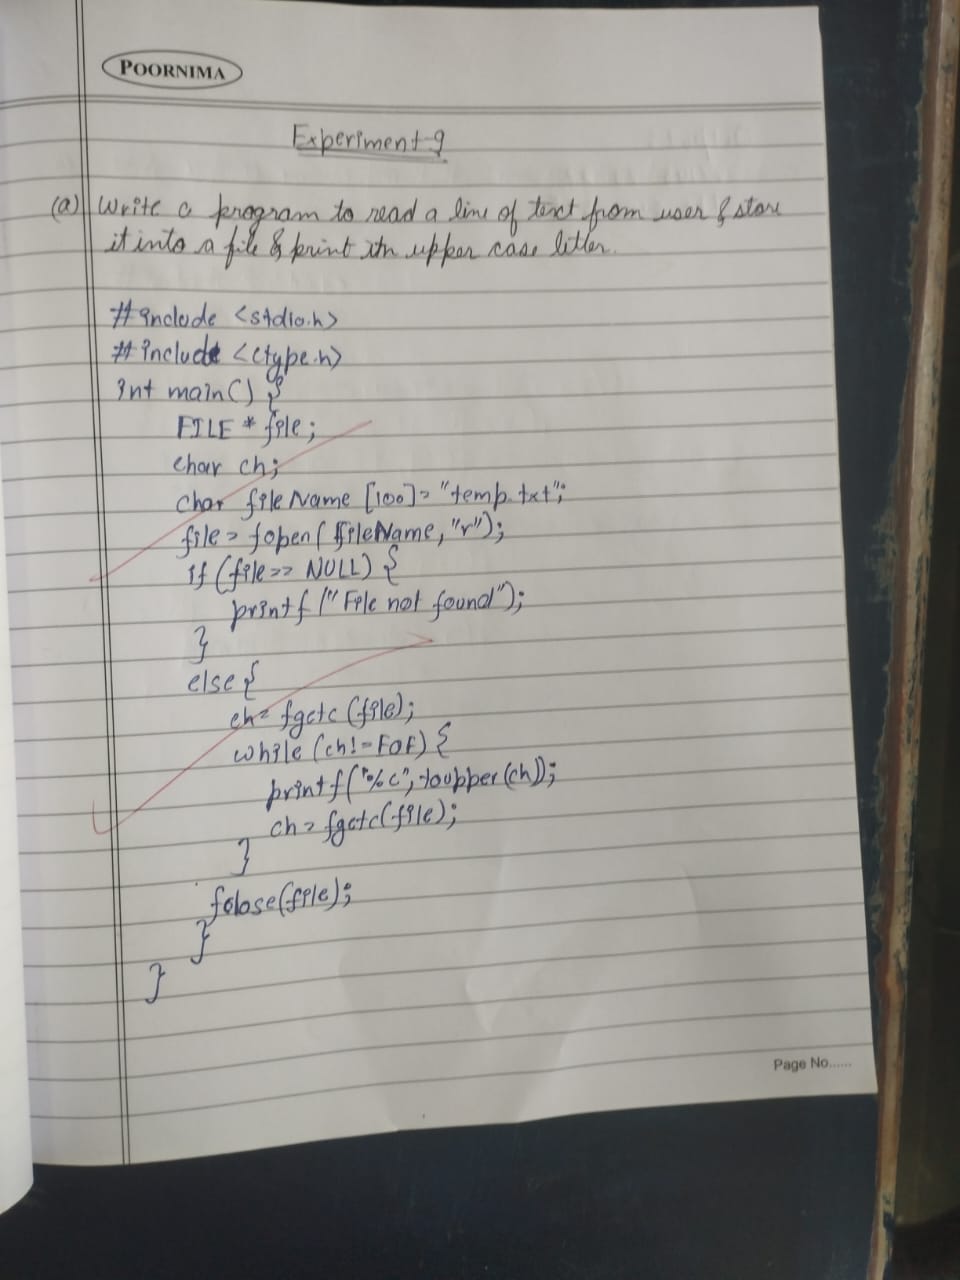 POORNIMA
Experiment-9
(a) Write a program to read a line of text from user & store
it into a file & print in upper case letter.
#include <stdio.h>
#include <ctype.h>
int main() {
FILE * file;
char ch;
char fileName [100]= "temp.txt";
file = fopen( fileName, "r");
if (file == NULL) {
printf ("File not found");
}
else {
ch= fgetc (file);
while (ch!=EOF) {
printf("%c", toupper(ch));
ch = fgetc(file);
}
fclose(file);
}
}
Page No......